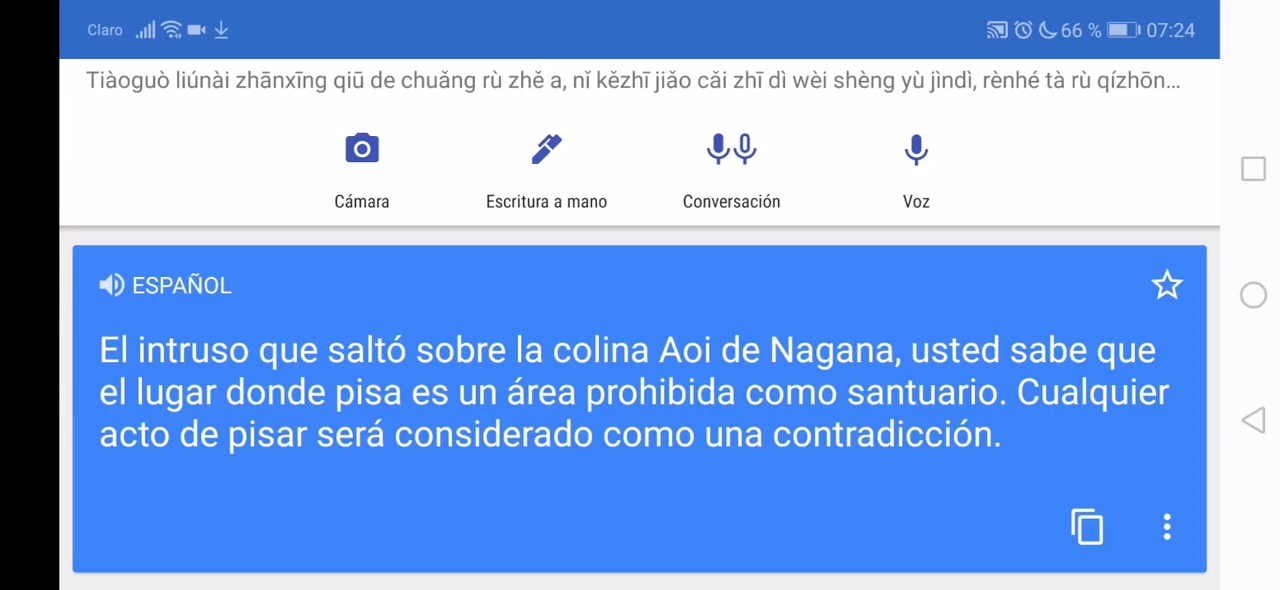 Claro 66 % 07:24
Tiàoguò liúnài zhānxīng qiū de chuǎng rù zhě a, nǐ kězhī jiǎo cǎi zhī dì wèi shèng yù jìndì, rènhé tà rù qízhōn...
Cámara Escritura a mano Conversación Voz
ESPAÑOL
El intruso que saltó sobre la colina Aoi de Nagana, usted sabe que
el lugar donde pisa es un área prohibida como santuario. Cualquier
acto de pisar será considerado como una contradicción.